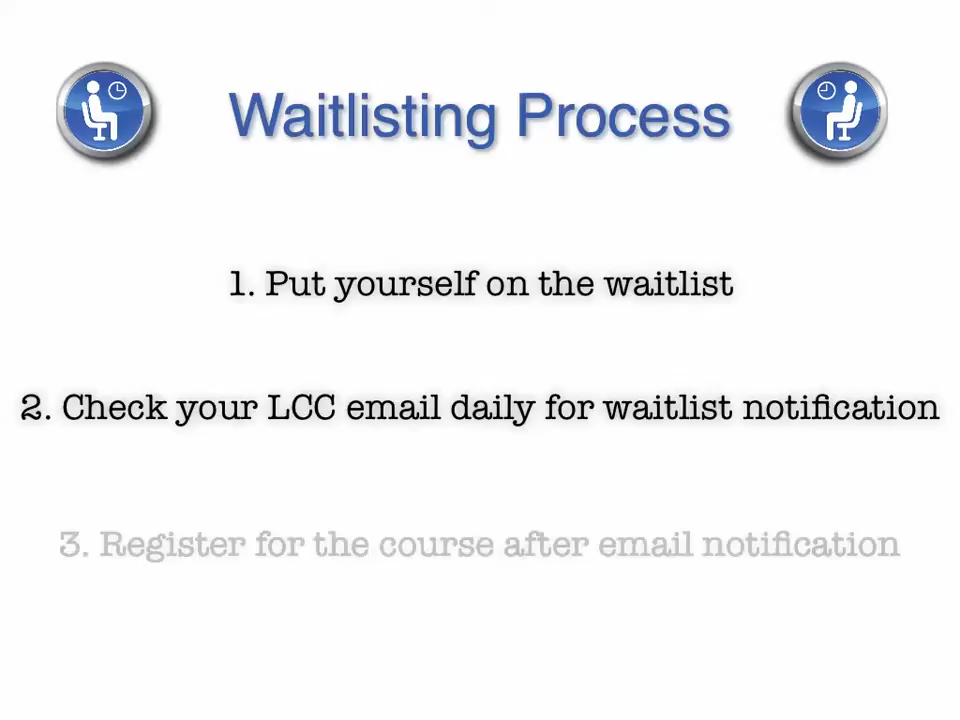 Waitlisting Process
1. Put yourself on the waitlist
2. Check your LCC email daily for waitlist notification
3. Register for the course after email notification